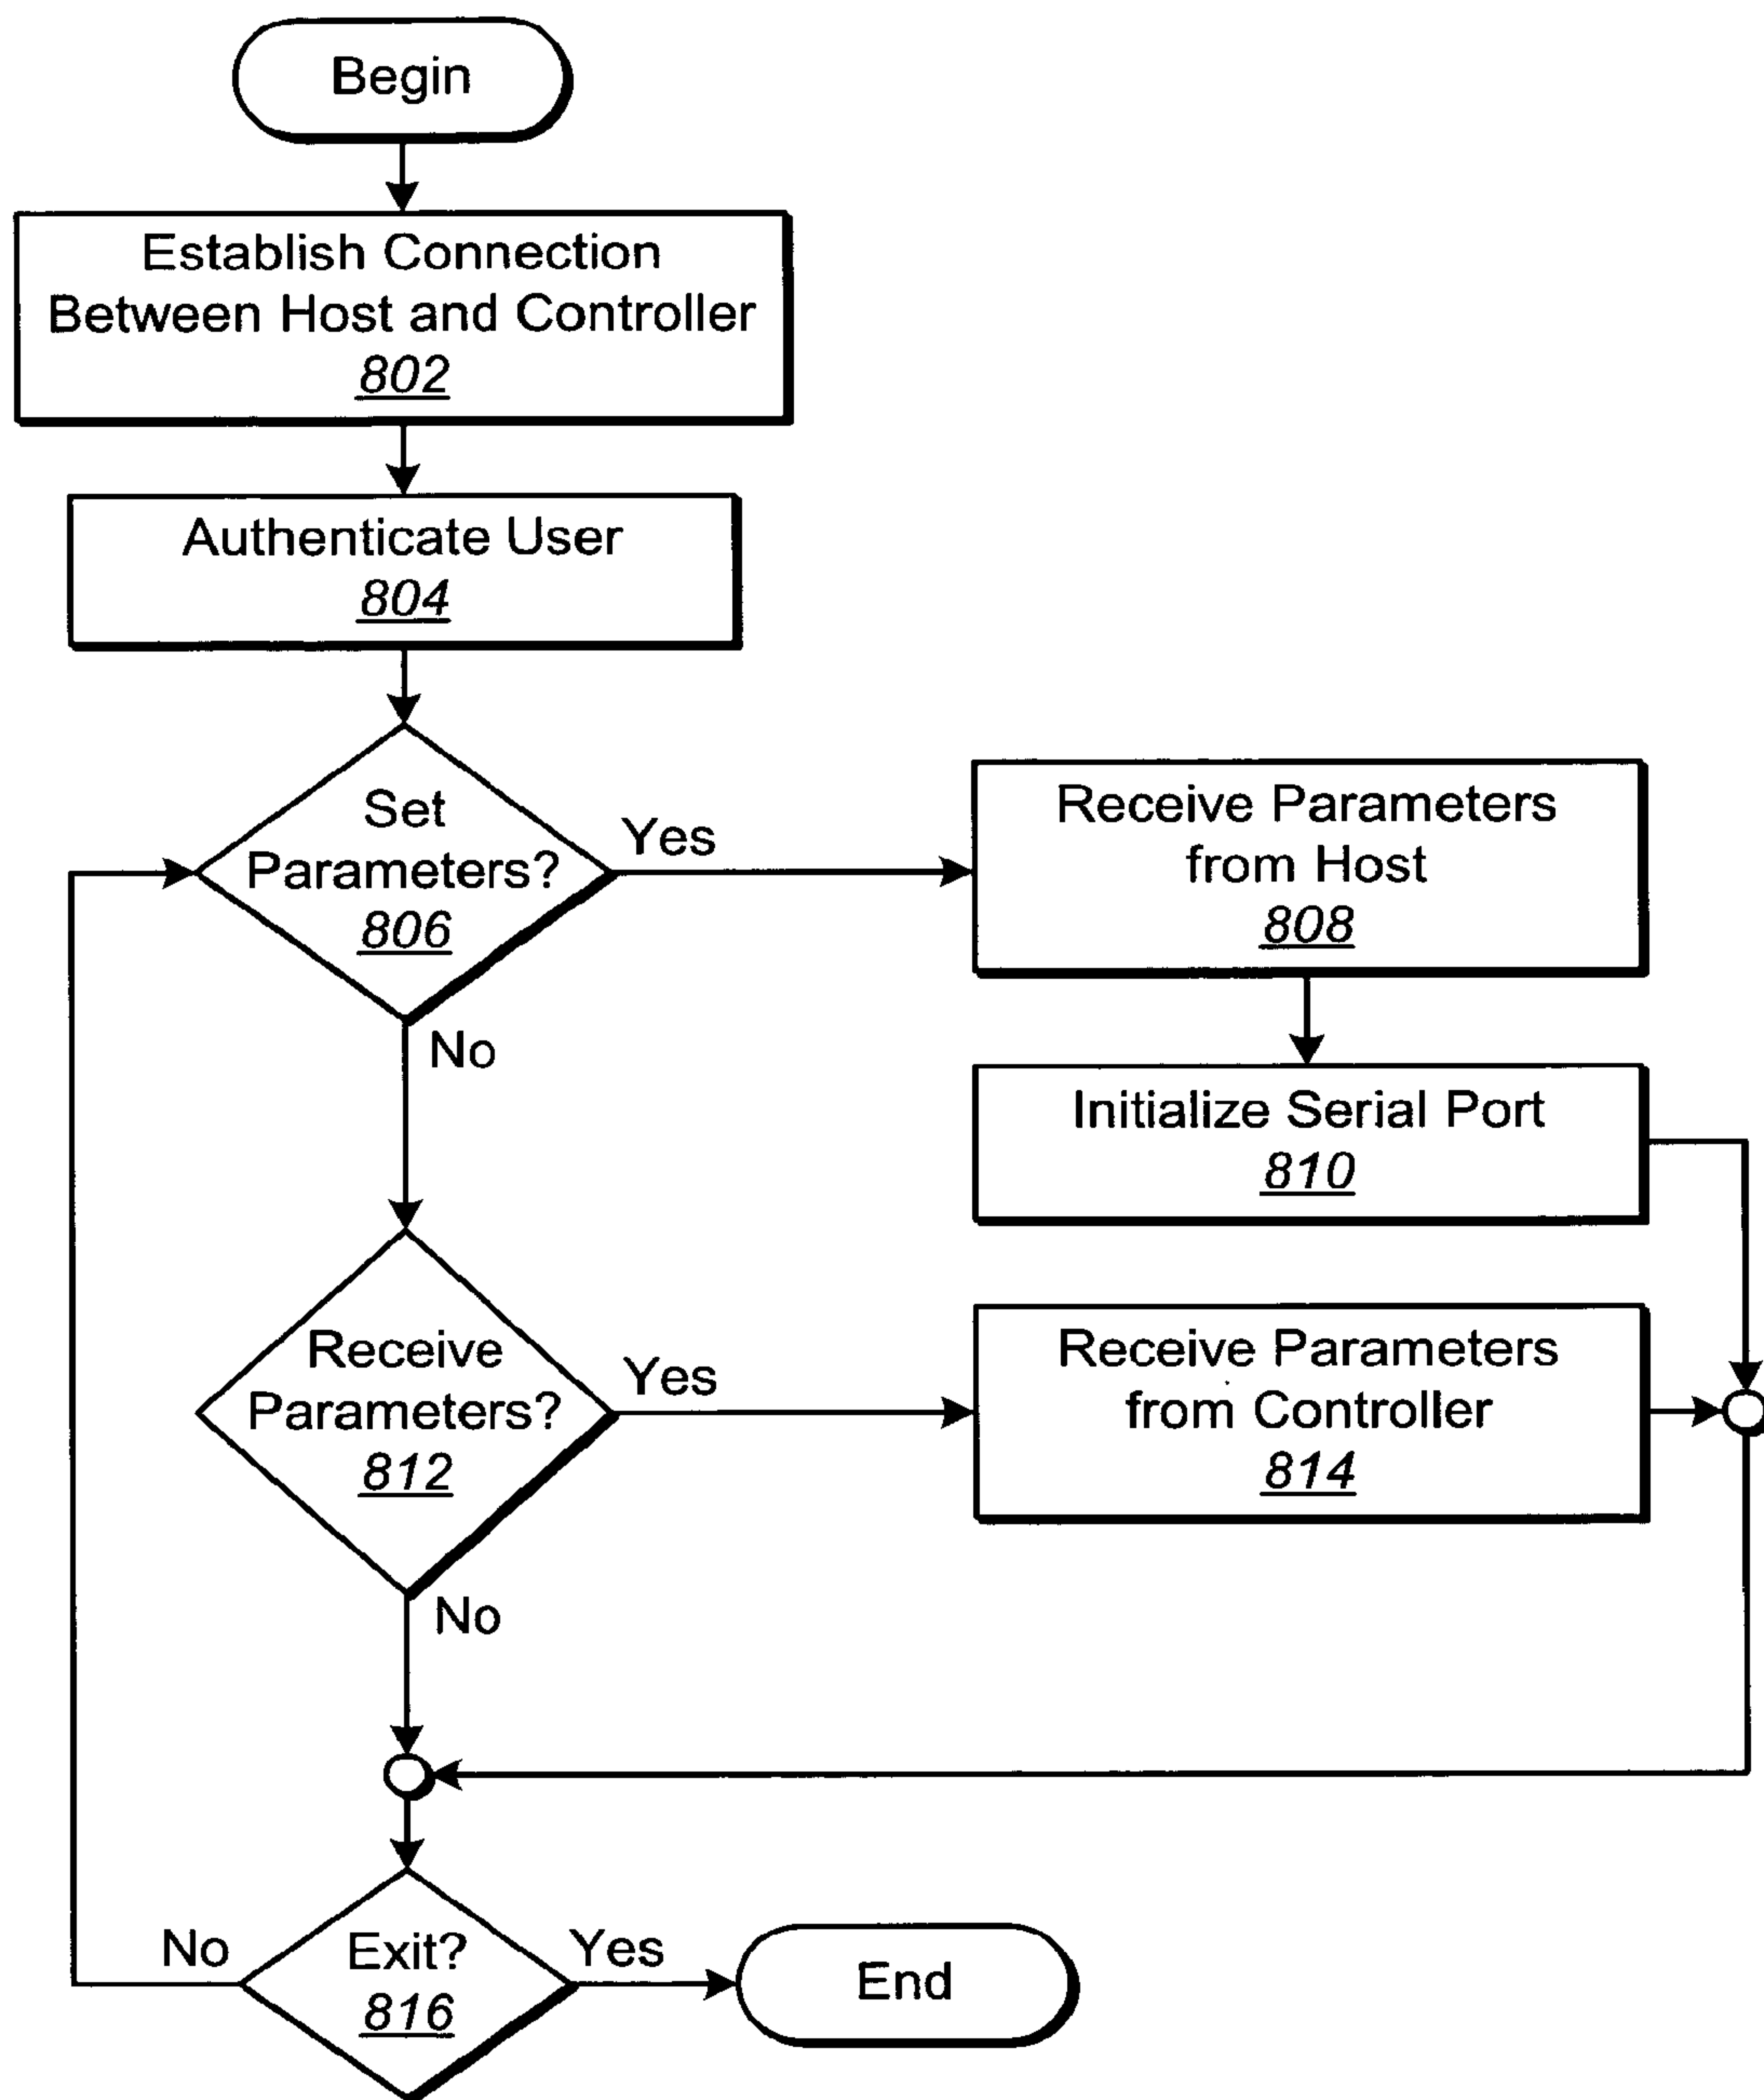 Begin
Establish Connection
Between Host and Controller
802
Authenticate User
804
Set
Parameters?
806
Yes
No
Receive Parameters
from Host
808
Initialize Serial Port
810
Receive
Parameters?
812
Yes
No
Receive Parameters
from Controller
814
Exit?
816
No
Yes
End